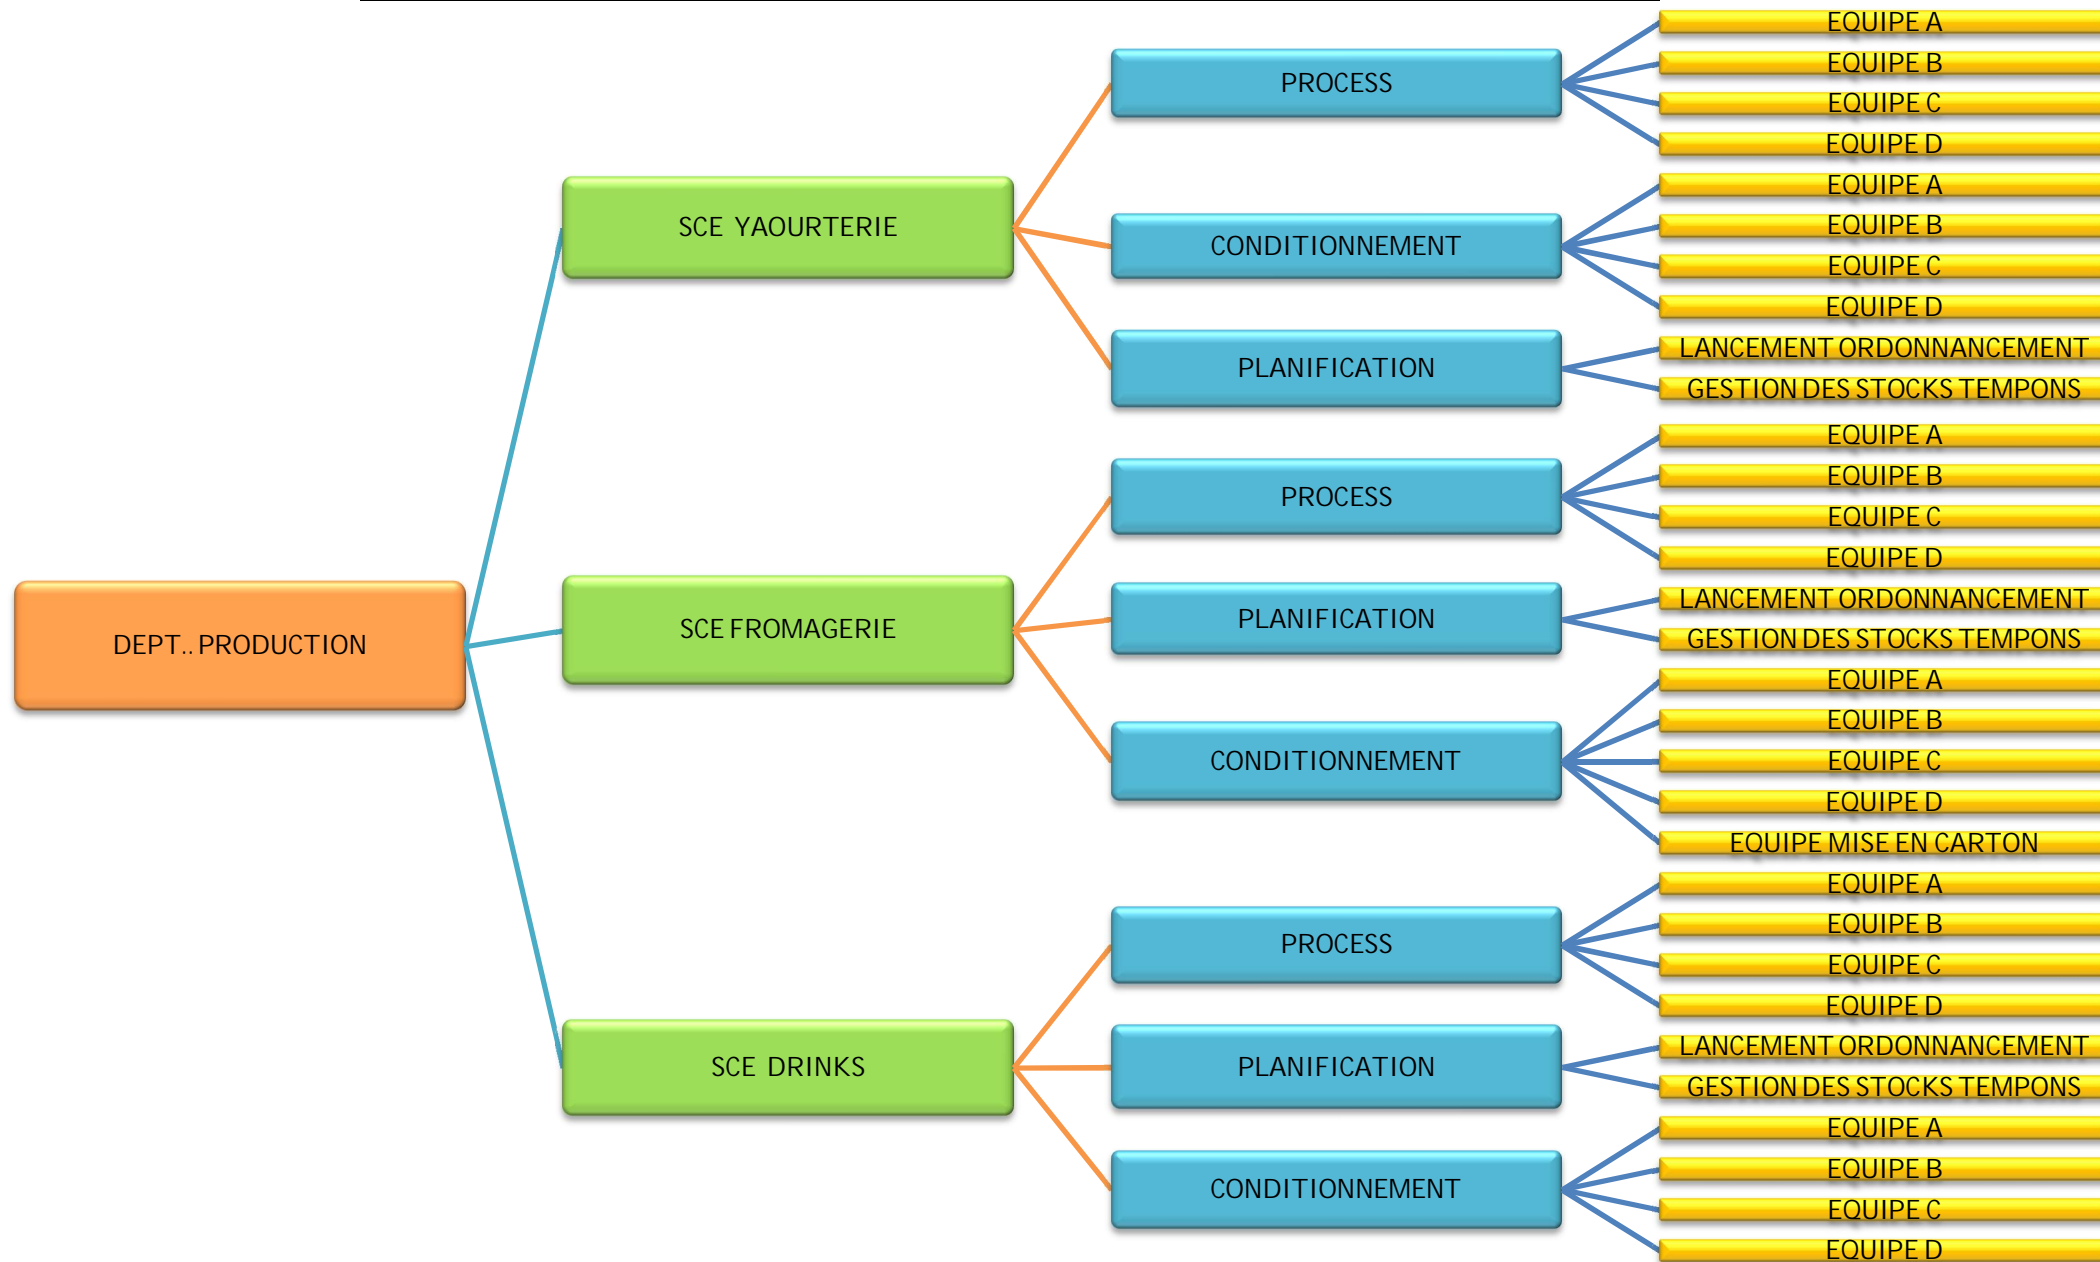 DEPT.. PRODUCTION
SCE YAOURTERIE
PROCESS
EQUIPE A
EQUIPE B
EQUIPE C
EQUIPE D
CONDITIONNEMENT
EQUIPE A
EQUIPE B
EQUIPE C
EQUIPE D
PLANIFICATION
LANCEMENT ORDONNANCEMENT
GESTION DES STOCKS TEMPONS
SCE FROMAGERIE
PROCESS
EQUIPE A
EQUIPE B
EQUIPE C
EQUIPE D
PLANIFICATION
LANCEMENT ORDONNANCEMENT
GESTION DES STOCKS TEMPONS
CONDITIONNEMENT
EQUIPE A
EQUIPE B
EQUIPE C
EQUIPE D
EQUIPE MISE EN CARTON
SCE DRINKS
PROCESS
EQUIPE A
EQUIPE B
EQUIPE C
EQUIPE D
PLANIFICATION
LANCEMENT ORDONNANCEMENT
GESTION DES STOCKS TEMPONS
CONDITIONNEMENT
EQUIPE A
EQUIPE B
EQUIPE C
EQUIPE D